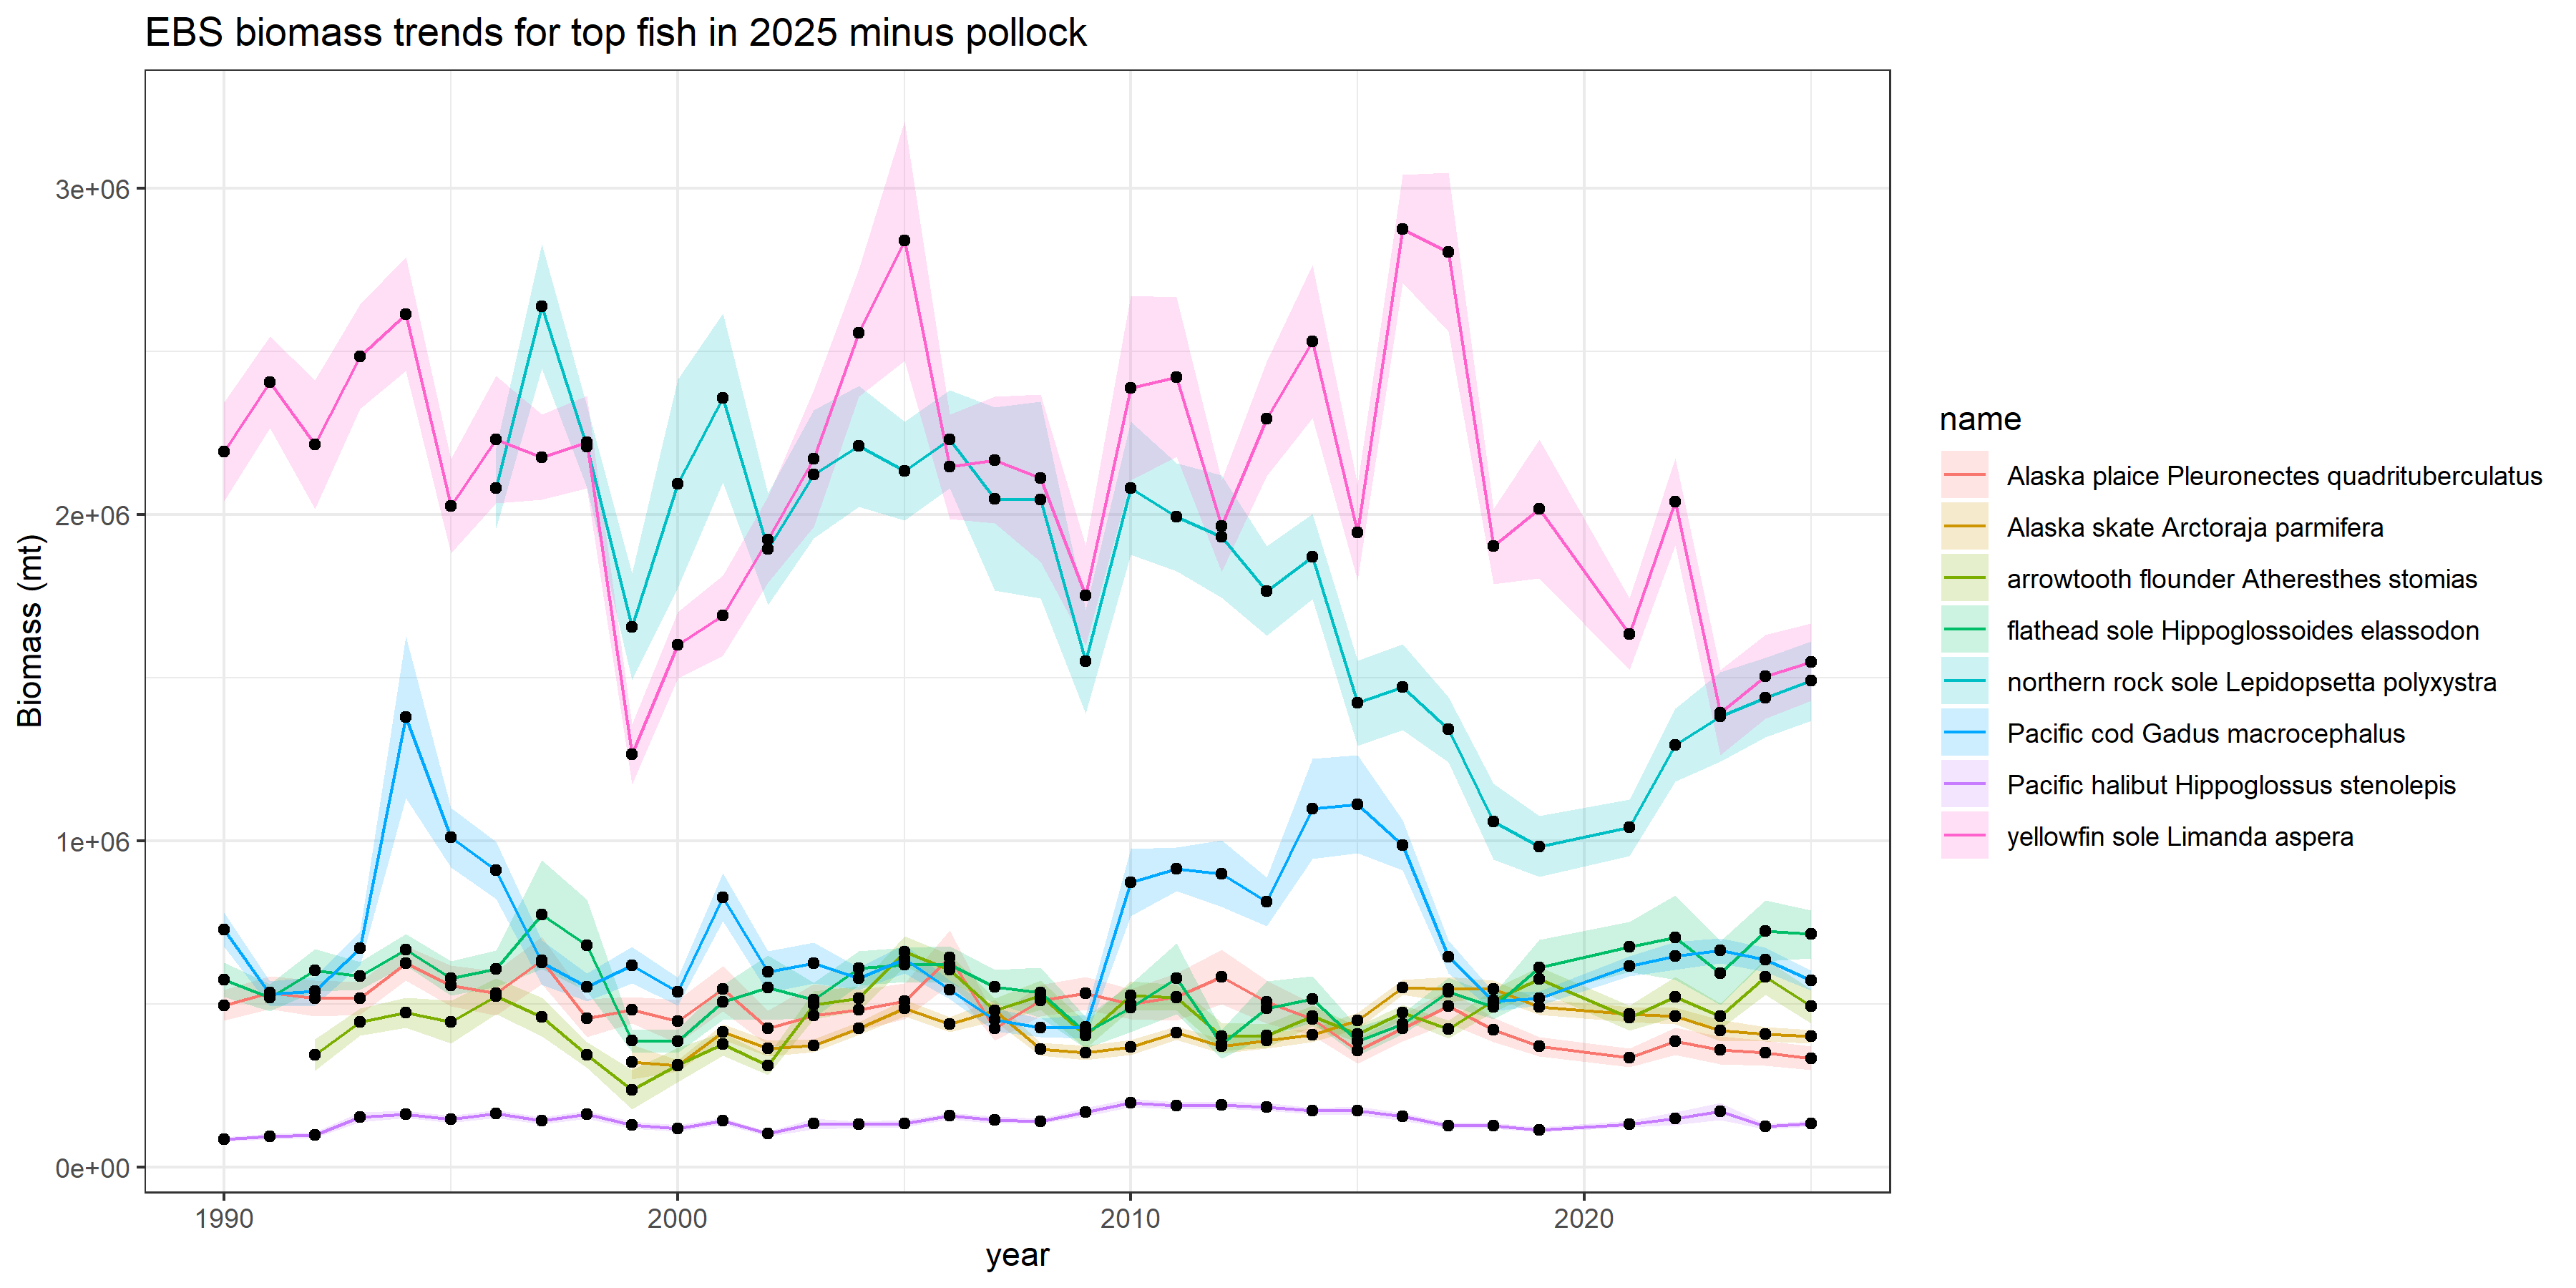 EBS biomass trends for top fish in 2025 minus pollock
Biomass (mt)
3e+06
2e+06
1e+06
0e+00
1990
2000
2010
2020
year
name
Alaska plaice Pleuronectes quadrituberculatus
Alaska skate Arctoraja parmifera
arrowtooth flounder Atheresthes stomias
flathead sole Hippoglossoides elassodon
northern rock sole Lepidopsetta polyxystra
Pacific cod Gadus macrocephalus
Pacific halibut Hippoglossus stenolepis
yellowfin sole Limanda aspera